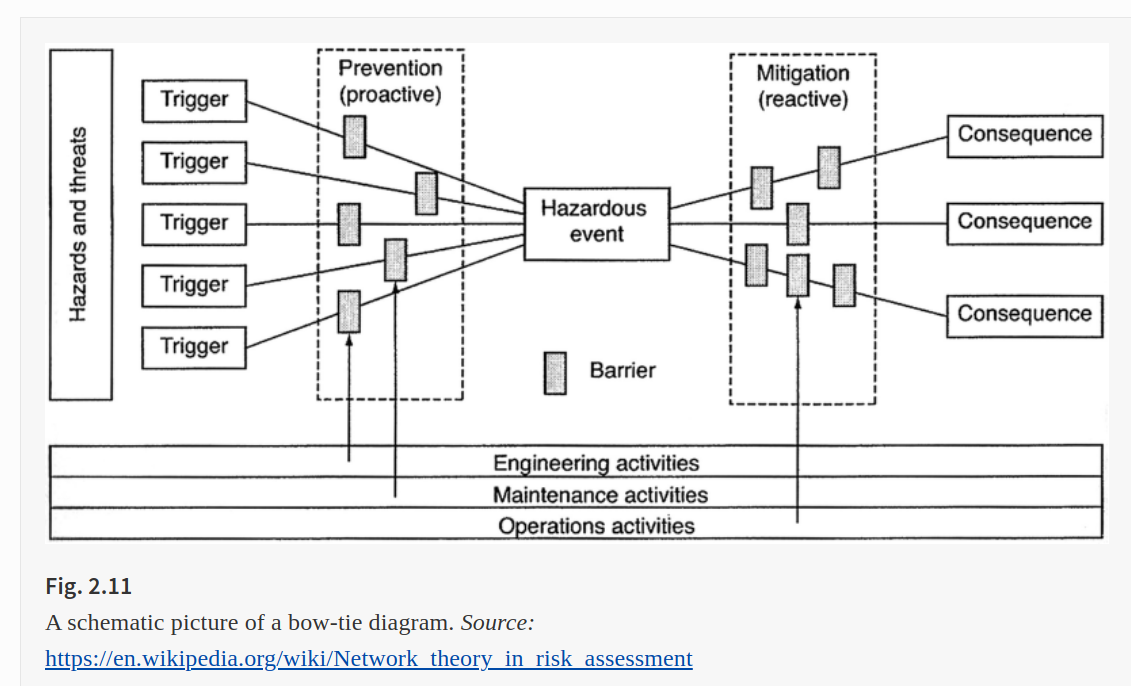 Hazards and threats
Trigger
Trigger
Trigger
Trigger
Trigger
Prevention
(proactive)
Hazardous
event
Barrier
Mitigation
(reactive)
Consequence
Consequence
Consequence
Engineering activities
Maintenance activities
Operations activities
Fig. 2.11
A schematic picture of a bow-tie diagram. Source:
https://en.wikipedia.org/wiki/Network_theory_in_risk_assessment